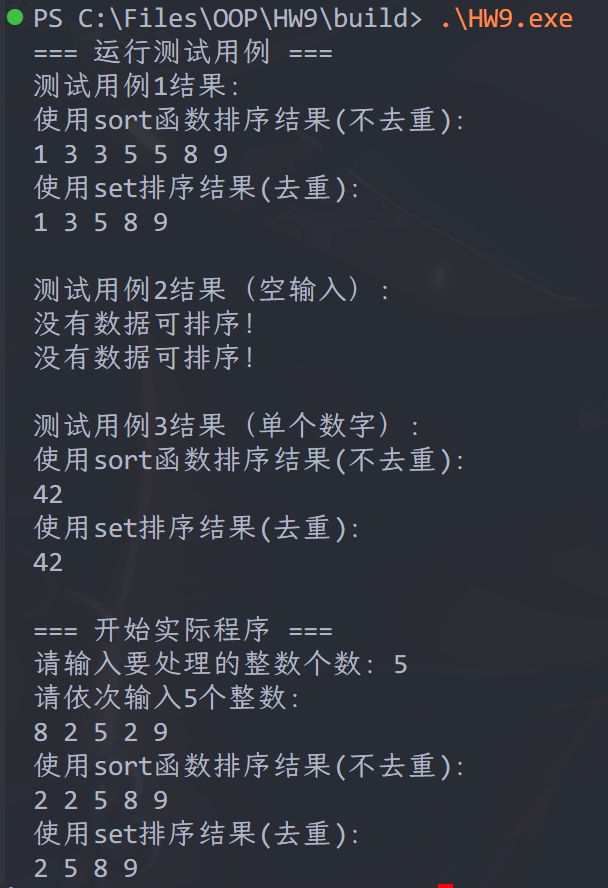 PS C:\Files\OOP\HW9\build> .\HW9.exe
=== 运行测试用例 ===
测试用例1结果:
使用sort函数排序结果(不去重):
1 3 3 5 5 8 9
使用set排序结果(去重):
1 3 5 8 9
测试用例2结果（空输入）:
没有数据可排序!
没有数据可排序!
测试用例3结果（单个数字）:
使用sort函数排序结果(不去重):
42
使用set排序结果(去重):
42
=== 开始实际程序 ===
请输入要处理的整数个数: 5
请依次输入5个整数:
8 2 5 2 9
使用sort函数排序结果(不去重):
2 2 5 8 9
使用set排序结果(去重):
2 5 8 9